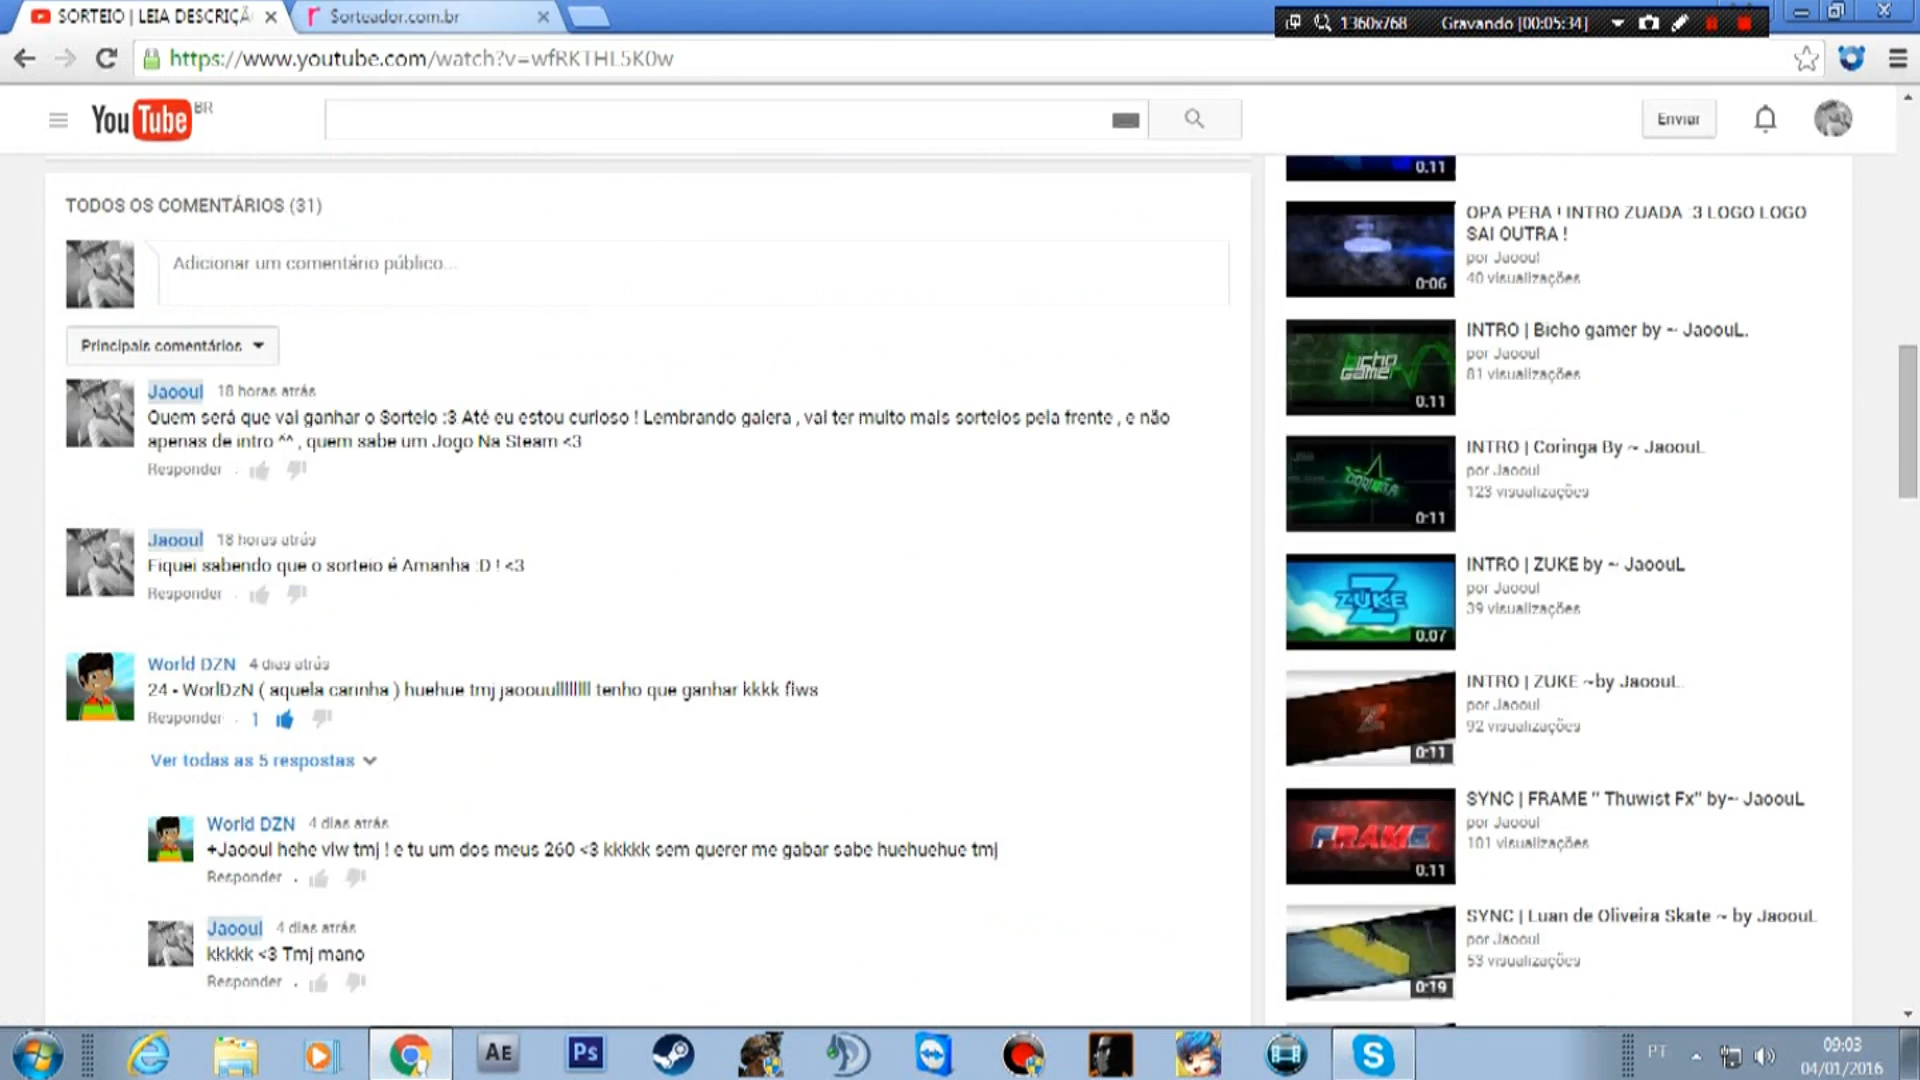 SORTEIO | LEIA DESCRIÇÃ
Sorteador.com.br
1360x768
Gravando [00:05:34]
https://www.youtube.com/watch?v=wfRKTHL5K0w
YouTube BR
Enviar
TODOS OS COMENTÁRIOS (31)
Adicionar um comentário público...
Principais comentários
Jaooul 18 horas atrás
Quem será que vai ganhar o Sorteio :3 Até eu estou curioso ! Lembrando galera , vai ter muito mais sorteios pela frente , e não
apenas de intro ^^ , quem sabe um Jogo Na Steam <3
Responder
Jaooul 18 horas atrás
Fiquei sabendo que o sorteio é Amanha :D ! <3
Responder
World DZN 4 dias atrás
24 - WorlDzN ( aquela carinha ) huehue tmj jaoouullllllll tenho que ganhar kkkk flws
Responder · 1
Ver todas as 5 respostas
World DZN 4 dias atrás
+Jaooul hehe vlw tmj ! e tu um dos meus 260 <3 kkkkk sem querer me gabar sabe huehuehue tmj
Responder
Jaooul 4 dias atrás
kkkkk <3 Tmj mano
Responder
0:11
OPA PERA ! INTRO ZUADA :3 LOGO LOGO
SAI OUTRA !
por Jaooul
40 visualizações
0:06
INTRO | Bicho gamer by ~ JaoouL.
por Jaooul
81 visualizações
bicho
gamer
0:11
INTRO | Coringa By ~ JaoouL
por Jaooul
123 visualizações
0:11
INTRO | ZUKE by ~ JaoouL
por Jaooul
39 visualizações
ZUKE
0:07
INTRO | ZUKE ~by JaoouL.
por Jaooul
92 visualizações
Z
0:11
SYNC | FRAME " Thuwist Fx" by~ JaoouL
por Jaooul
101 visualizações
FRAME
0:11
SYNC | Luan de Oliveira Skate ~ by JaoouL
por Jaooul
53 visualizações
0:19
AE
Ps
S
PT
09:03
04/01/2016